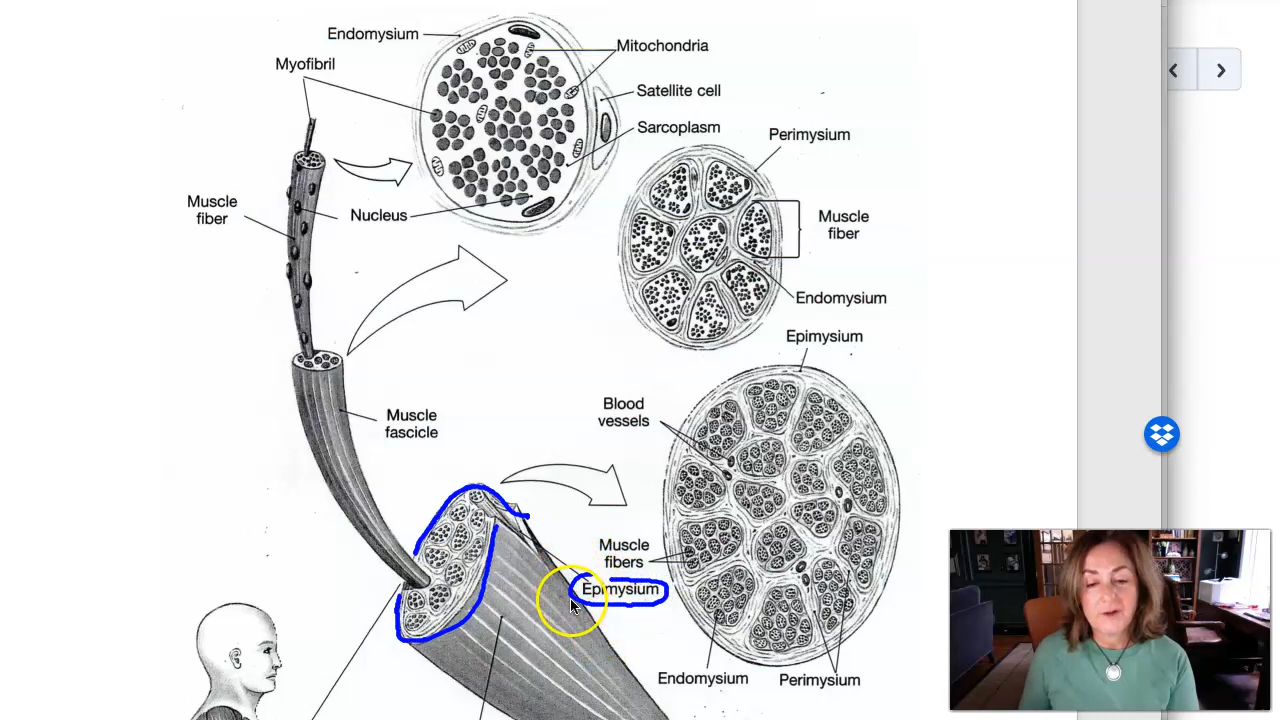 Endomysium
Mitochondria
Myofibril
Satellite cell
Sarcoplasm
Perimysium
Muscle
fiber
Nucleus
Muscle
fiber
Endomysium
Epimysium
Blood
vessels
Muscle
fascicle
Muscle
fibers
Epimysium
Endomysium
Perimysium